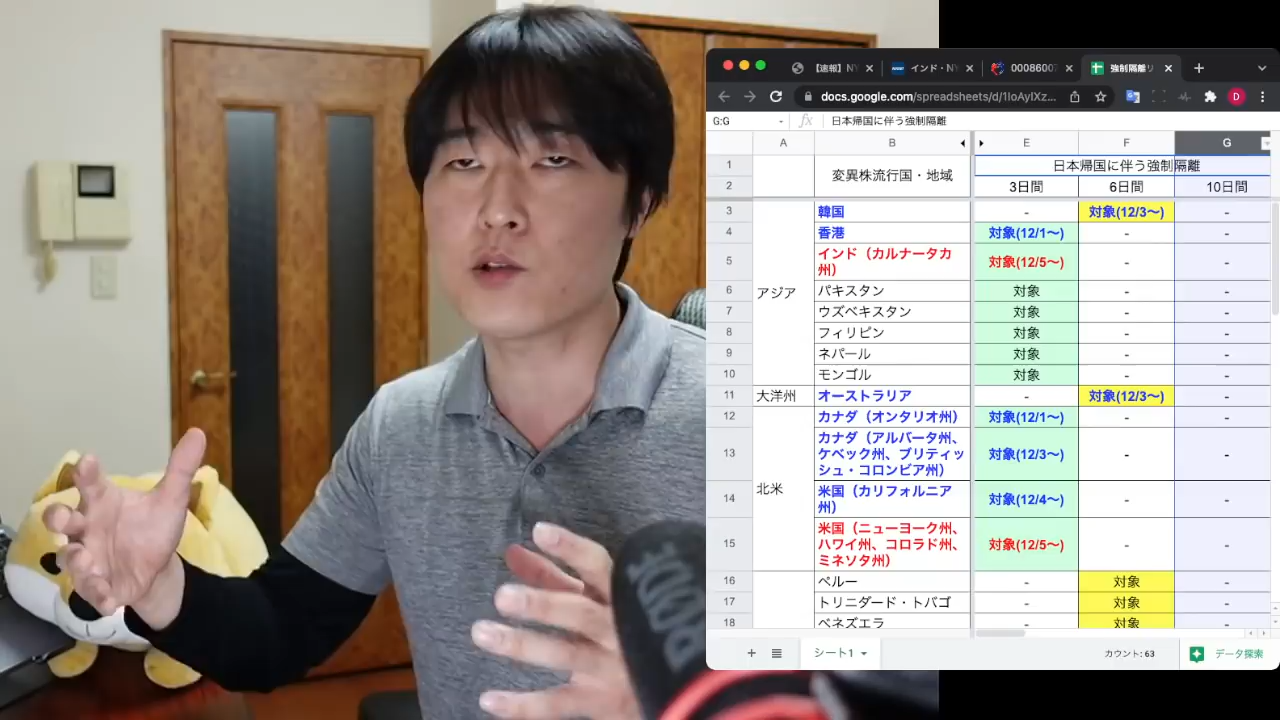 【速報】NY
インド・NY
00086007
強制隔離リ
docs.google.com/spreadsheets/d/1IoAyIXz...
D
G:G
fx
日本帰国に伴う強制隔離
A
B
E
F
G
1
日本帰国に伴う強制隔離
2
変異株流行国・地域
3日間
6日間
10日間
3
韓国
-
対象(12/3〜)
-
4
香港
対象(12/1〜)
-
-
5
インド（カルナータカ
州）
対象(12/5〜)
-
-
アジア
6
パキスタン
対象
-
-
7
ウズベキスタン
対象
-
-
8
フィリピン
対象
-
-
9
ネパール
対象
-
-
10
モンゴル
対象
-
-
11
大洋州
オーストラリア
-
対象(12/3〜)
-
12
カナダ（オンタリオ州）
対象(12/1〜)
-
-
13
カナダ（アルバータ州、
ケベック州、ブリティッ
シュ・コロンビア州）
対象(12/3〜)
-
-
北米
14
米国（カリフォルニア
州）
対象(12/4〜)
-
-
15
米国（ニューヨーク州、
ハワイ州、コロラド州、
ミネソタ州）
対象(12/5〜)
-
-
16
ペルー
-
対象
-
17
トリニダード・トバゴ
-
対象
-
18
ベネズエラ
-
対象
-
シート1
カウント: 63
データ探索